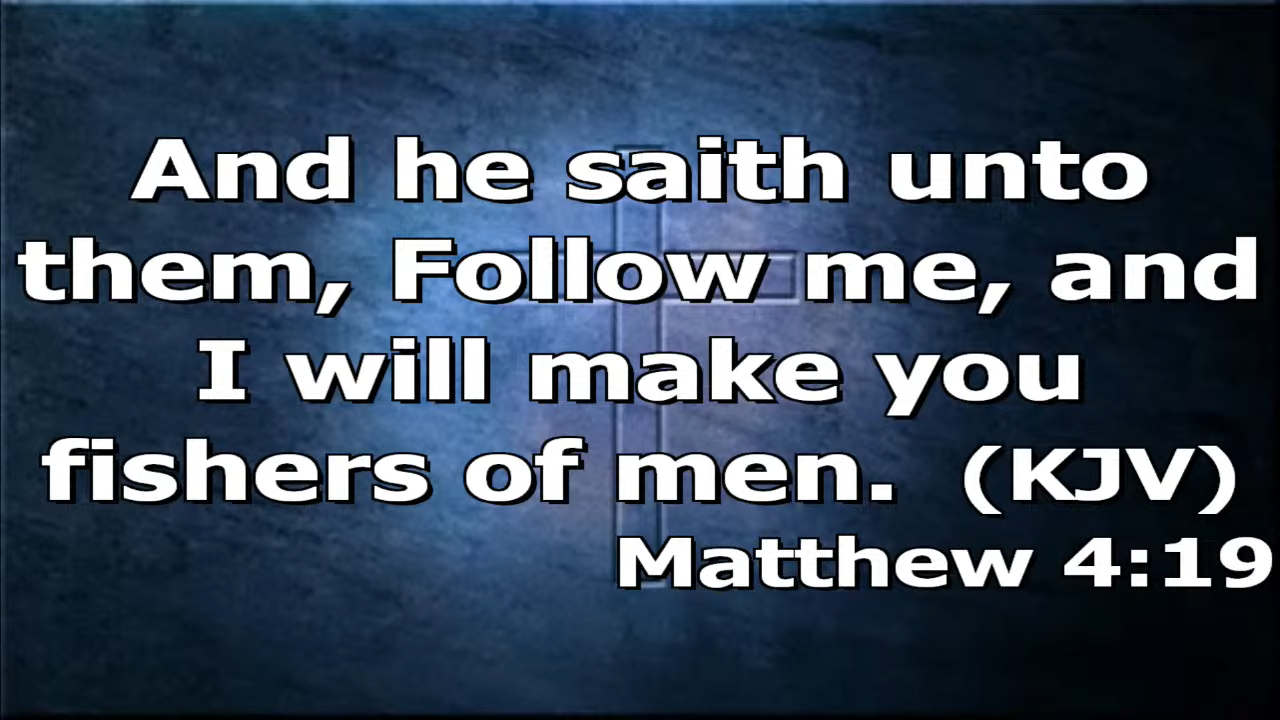 And he saith unto
them, Follow me, and
I will make you
fishers of men. (KJV)
Matthew 4:19